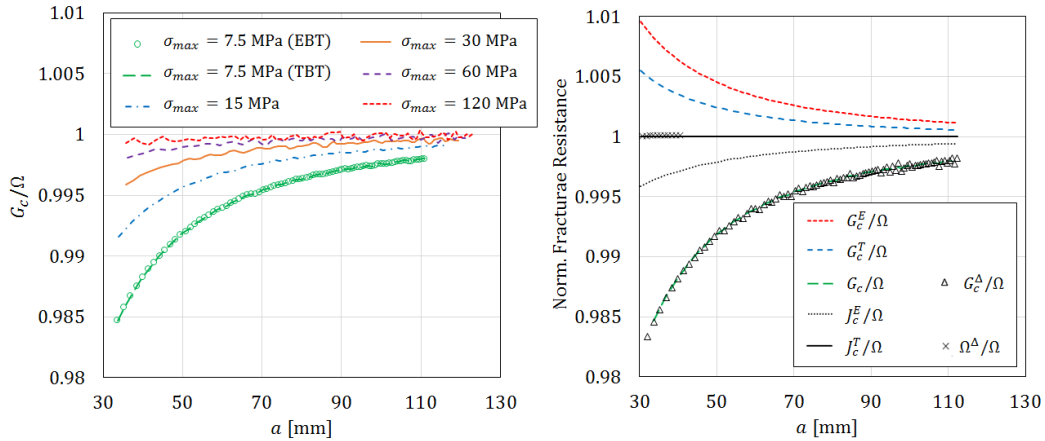 1.01
1.005
1
0.995
0.99
0.985
0.98
G_c/Ω
σ_max = 7.5 MPa (EBT)
σ_max = 30 MPa
σ_max = 7.5 MPa (TBT)
σ_max = 60 MPa
σ_max = 15 MPa
σ_max = 120 MPa
30 50 70 90 110 130
a [mm]
1.01
1.005
1
0.995
0.99
0.985
0.98
Norm. Fracturae Resistance
G_c^E/Ω
G_c^T/Ω
G_c/Ω
G_c^Δ/Ω
J_c^E/Ω
J_c^T/Ω
Ω^Δ/Ω
30 50 70 90 110 130
a [mm]